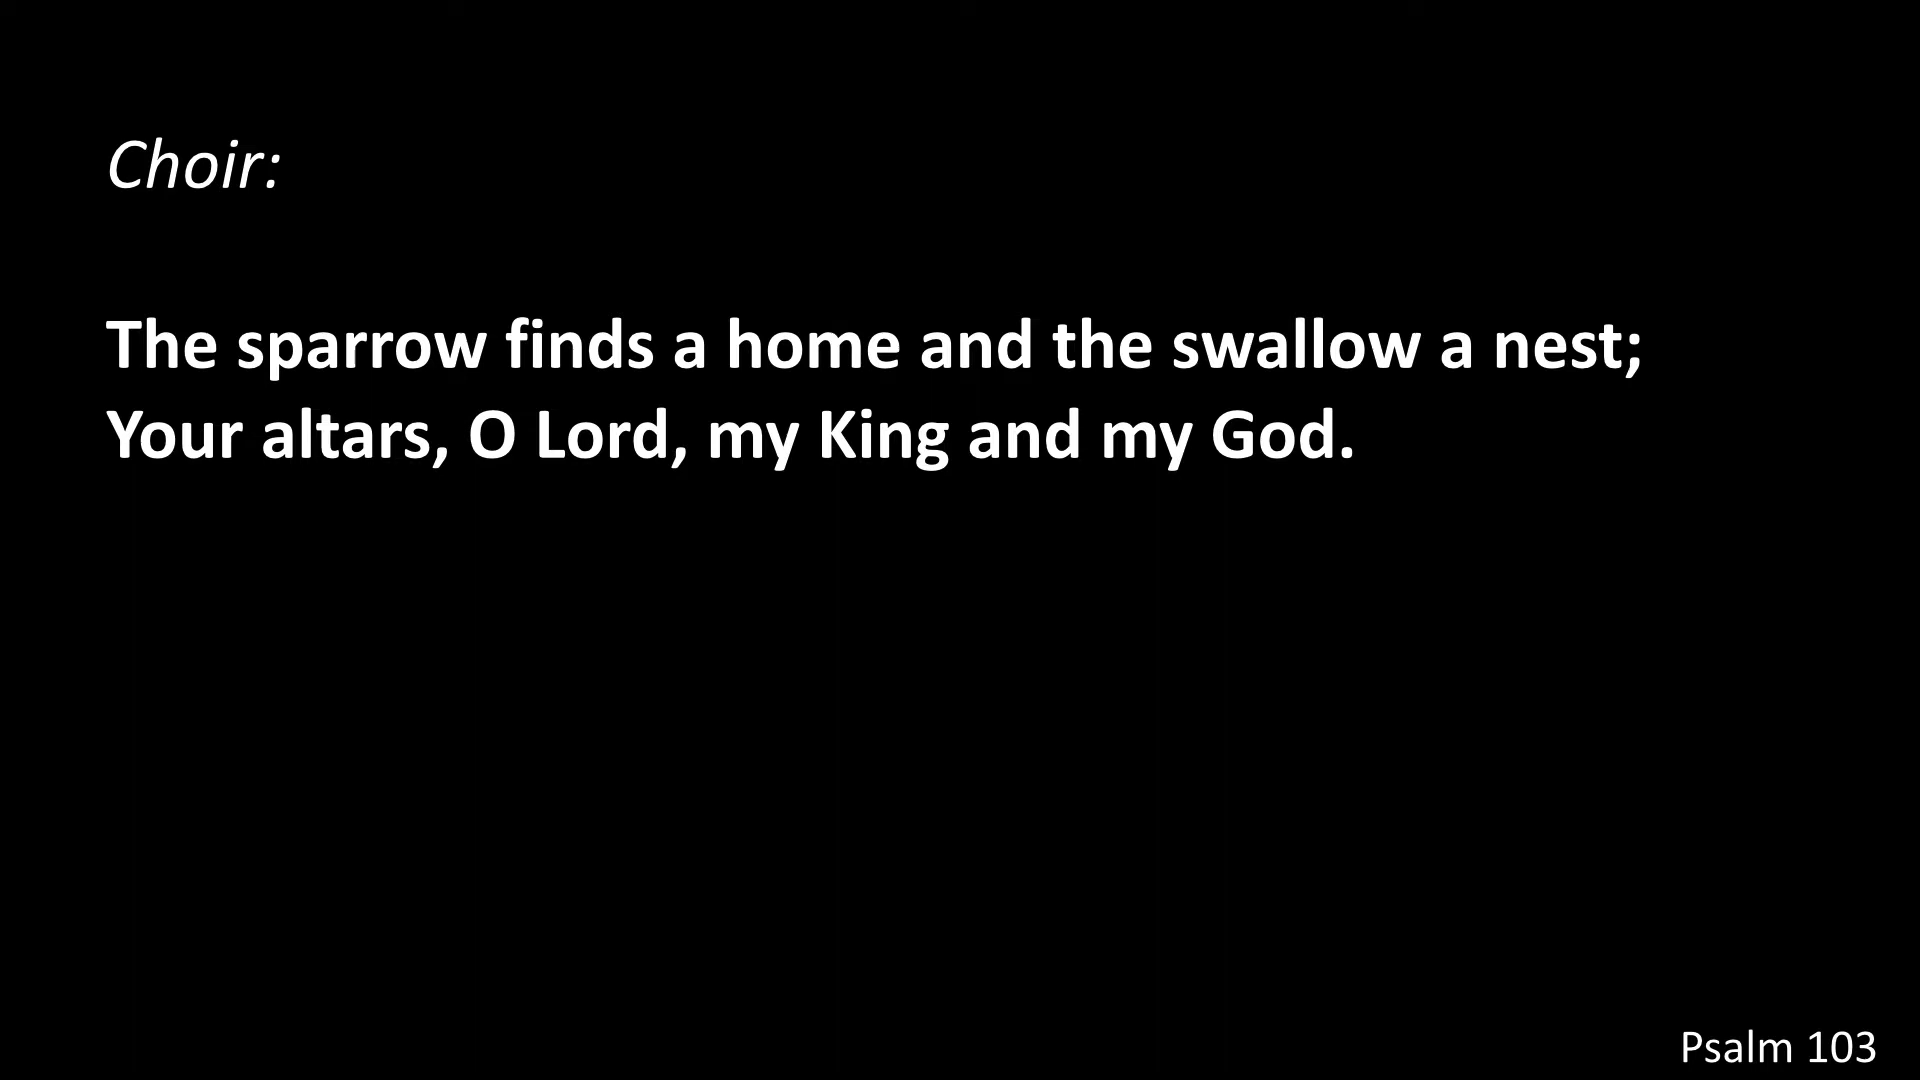 Choir:
The sparrow finds a home and the swallow a nest;
Your altars, O Lord, my King and my God.
Psalm 103